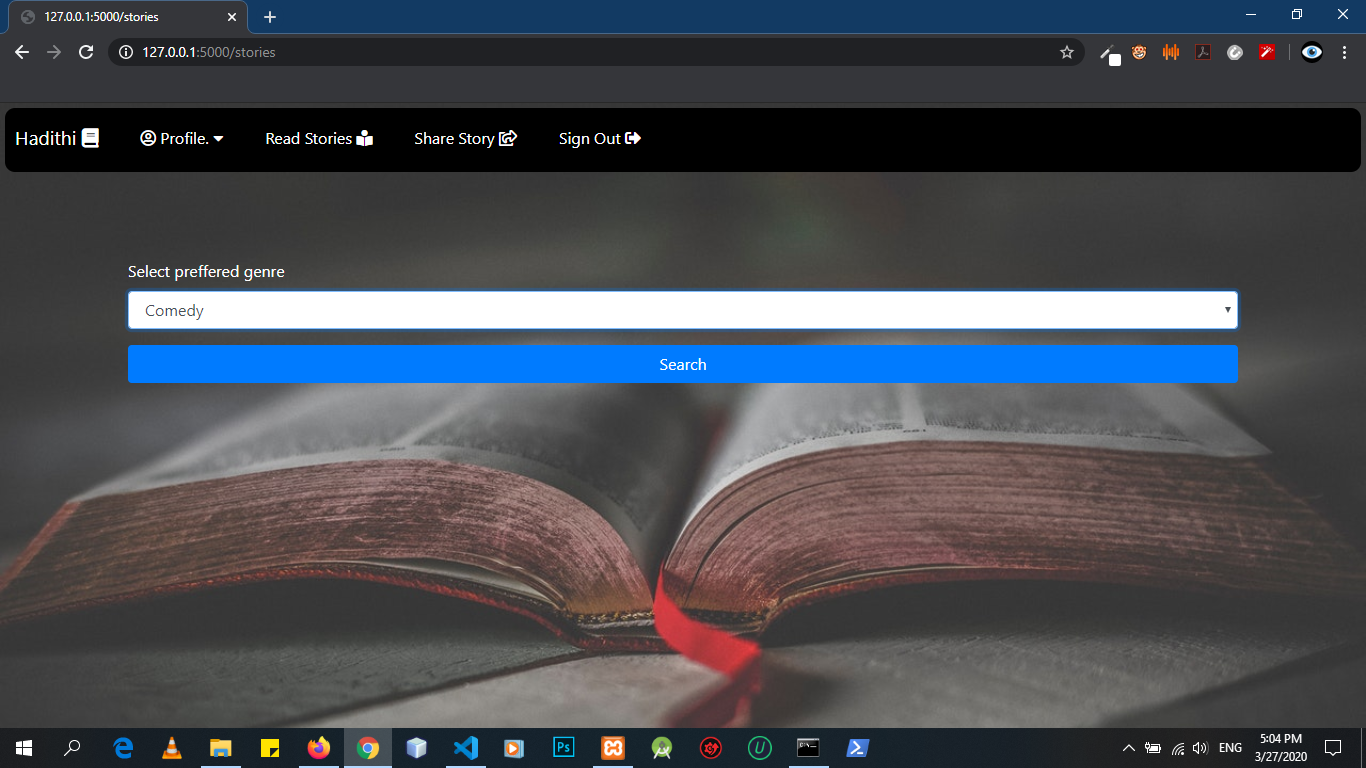 127.0.0.1:5000/stories
127.0.0.1:5000/stories
Hadithi Profile. Read Stories Share Story Sign Out
Select preffered genre
Comedy
Search
Ps
ENG
5:04 PM
3/27/2020